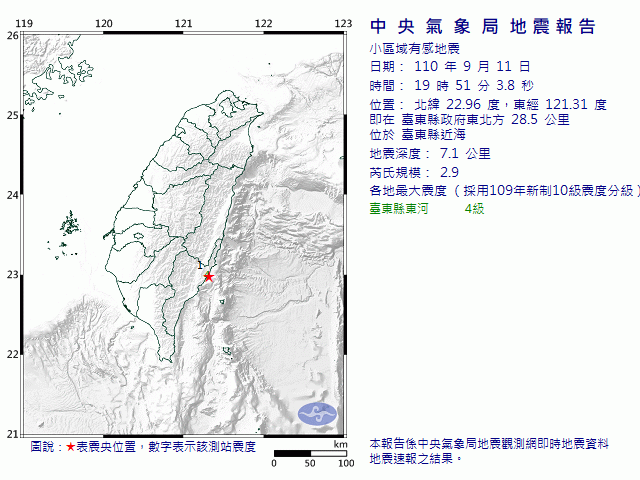 中央氣象局地震報告
小區域有感地震
日期： 110 年 9 月 11 日
時間： 19 時 51 分 3.8 秒
位置： 北緯 22.96 度，東經 121.31 度
即在 臺東縣政府東北方 28.5 公里
位於 臺東縣近海
地震深度： 7.1 公里
芮氏規模： 2.9
各地最大震度 （採用109年新制10級震度分級）
臺東縣東河 4級
119 120 121 122 123
26
25
24
23
22
21
1
圖說：★表震央位置，數字表示該測站震度
km
0 50 100
本報告係中央氣象局地震觀測網即時地震資料
地震速報之結果。